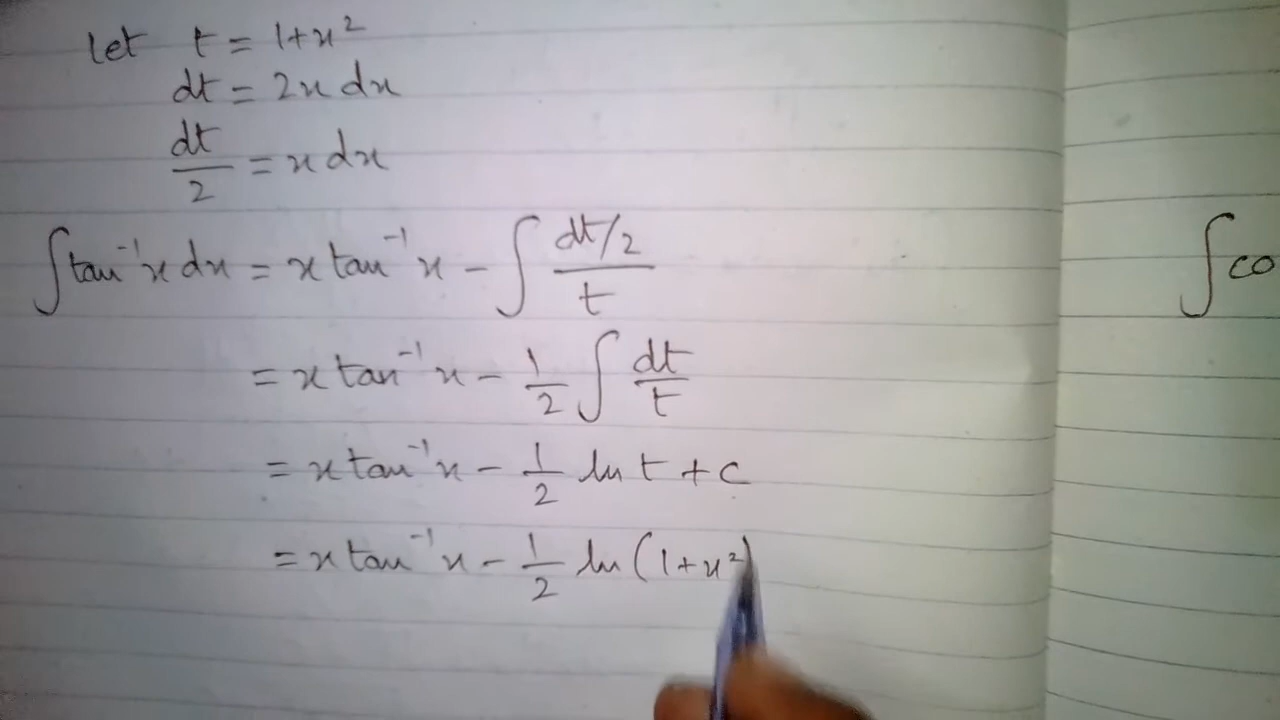 let t = 1+x²
dt = 2x dx
dt/2 = x dx
∫tan⁻¹x dx = x tan⁻¹x − ∫ (dt/2)/t
= x tan⁻¹x − 1/2 ∫ dt/t
= x tan⁻¹x − 1/2 ln t + c
= x tan⁻¹x − 1/2 ln (1+x²)
∫co